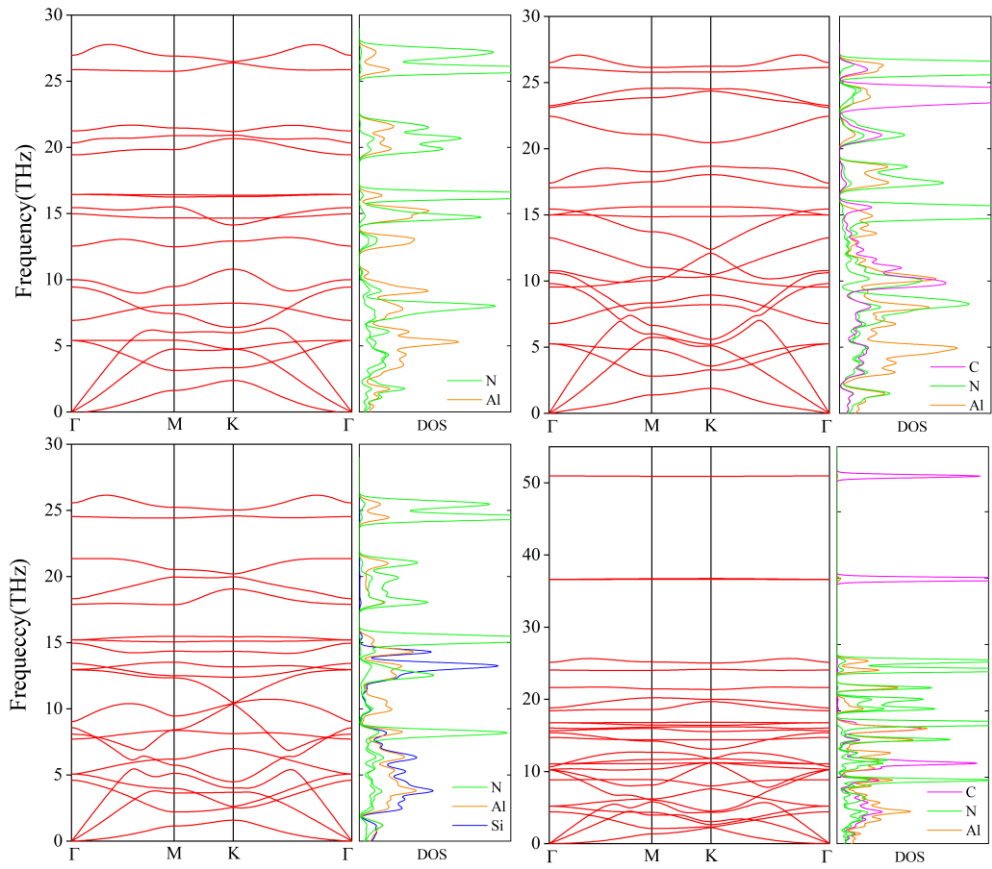 Frequency(THz)
30
25
20
15
10
5
0
Γ
M
K
Γ
DOS
N
Al
30
25
20
15
10
5
0
Γ
M
K
Γ
DOS
C
N
Al
Frequeccy(THz)
30
25
20
15
10
5
0
Γ
M
K
Γ
DOS
N
Al
Si
50
40
30
20
10
0
Γ
M
K
Γ
DOS
C
N
Al